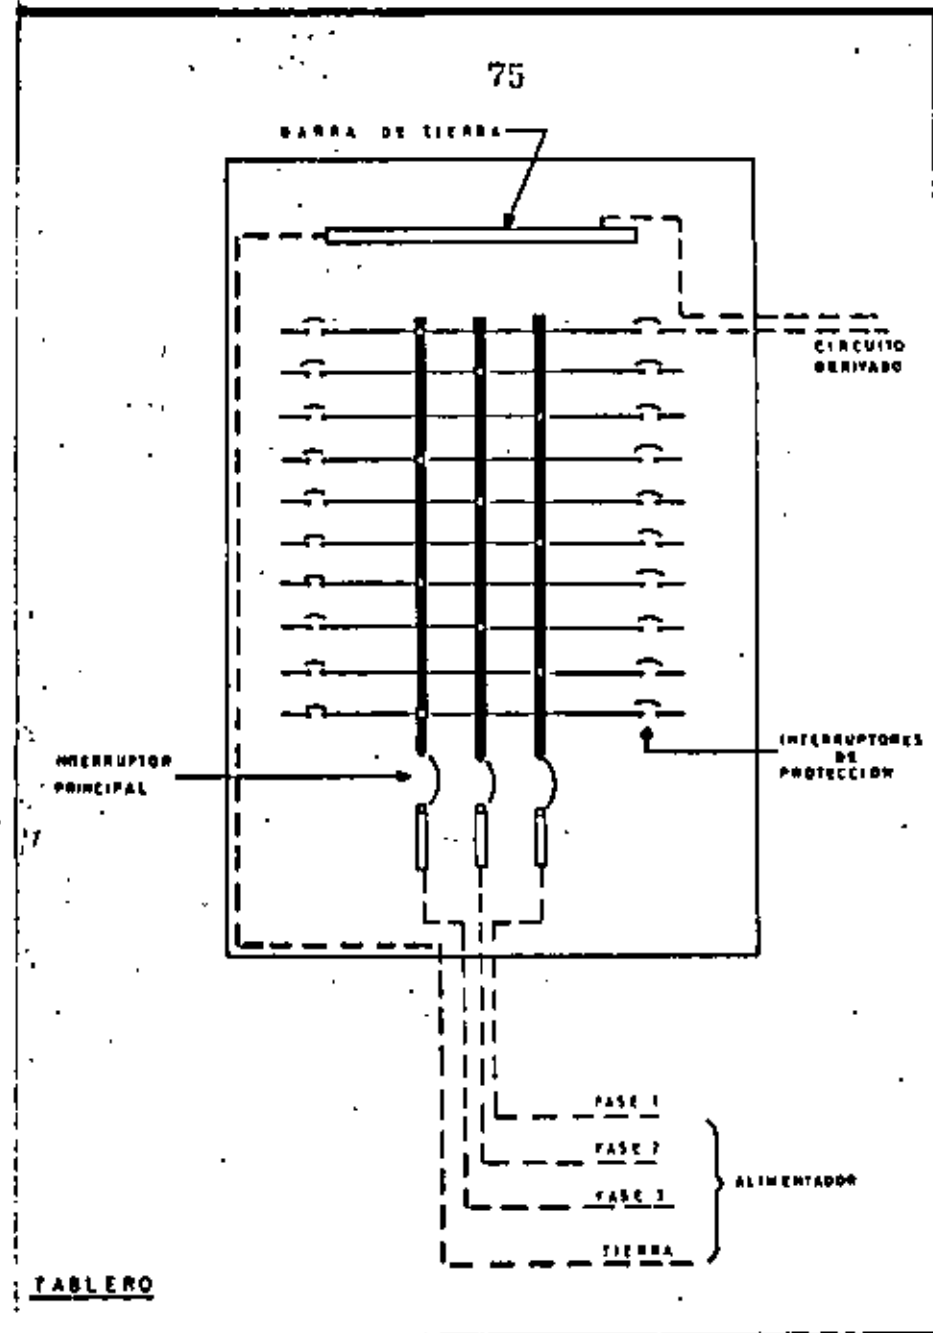 75
BARRA DE TIERRA
CIRCUITO
DERIVADO
INTERRUPTOR
PRINCIPAL
INTERRUPTORES
DE
PROTECCION
FASE 1
FASE 2
FASE 3
TIERRA
ALIMENTADOR
TABLERO